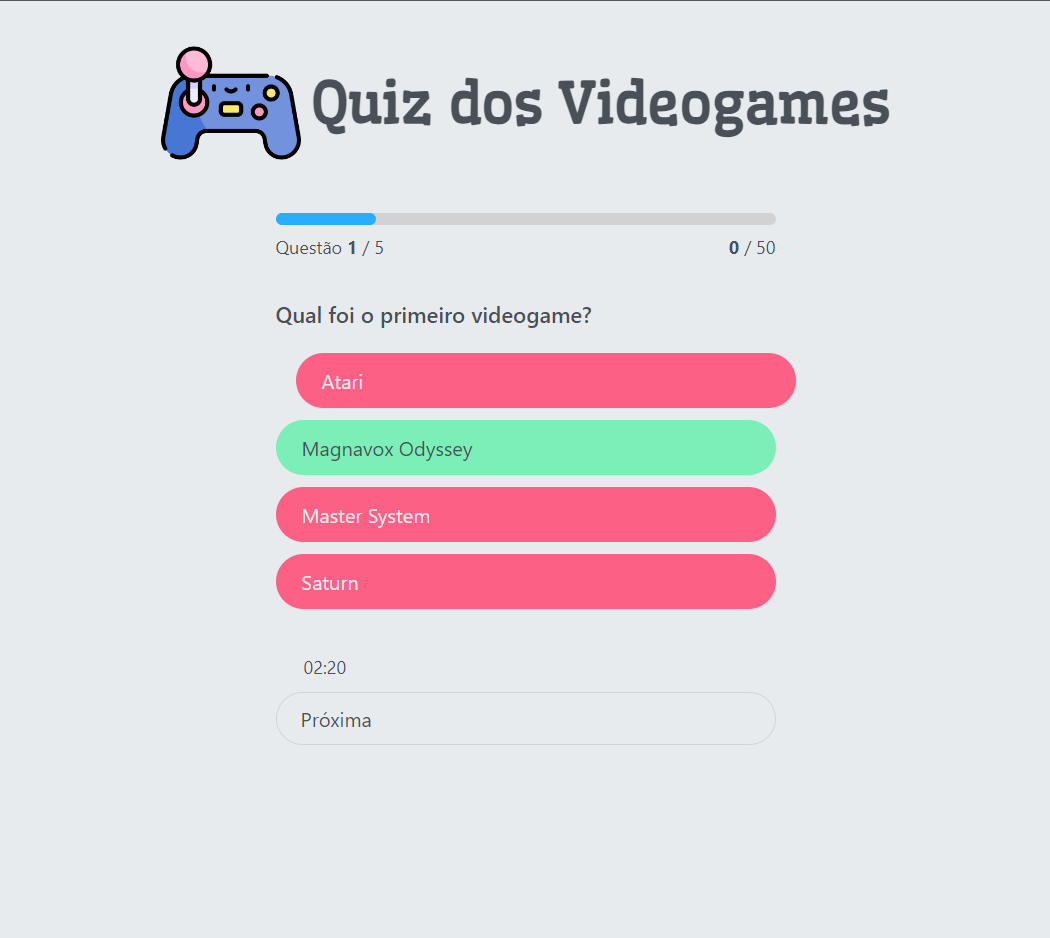 Quiz dos Videogames
Questão 1 / 5
0 / 50
Qual foi o primeiro videogame?
Atari
Magnavox Odyssey
Master System
Saturn
02:20
Próxima